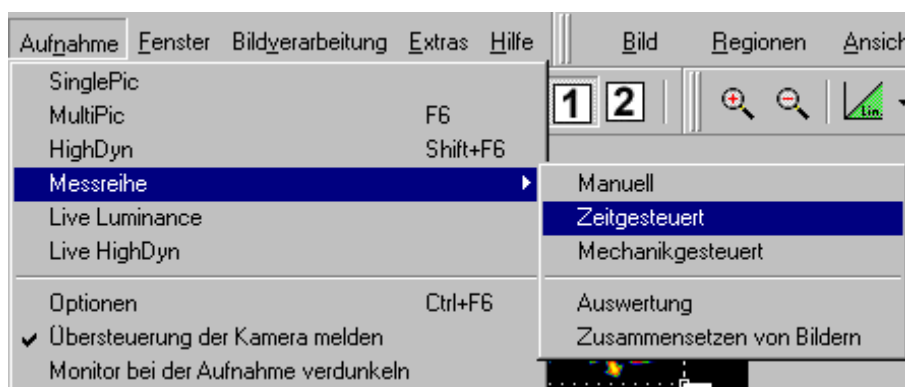 Aufnahme Fenster Bildverarbeitung Extras Hilfe Bild Regionen
SinglePic
MultiPic F6
HighDyn Shift+F6
Messreihe
Live Luminance
Live HighDyn
Optionen Ctrl+F6
✓ Übersteuerung der Kamera melden
Monitor bei der Aufnahme verdunkeln
1 2 Lin.
Manuell
Zeitgesteuert
Mechanikgesteuert
Auswertung
Zusammensetzen von Bildern